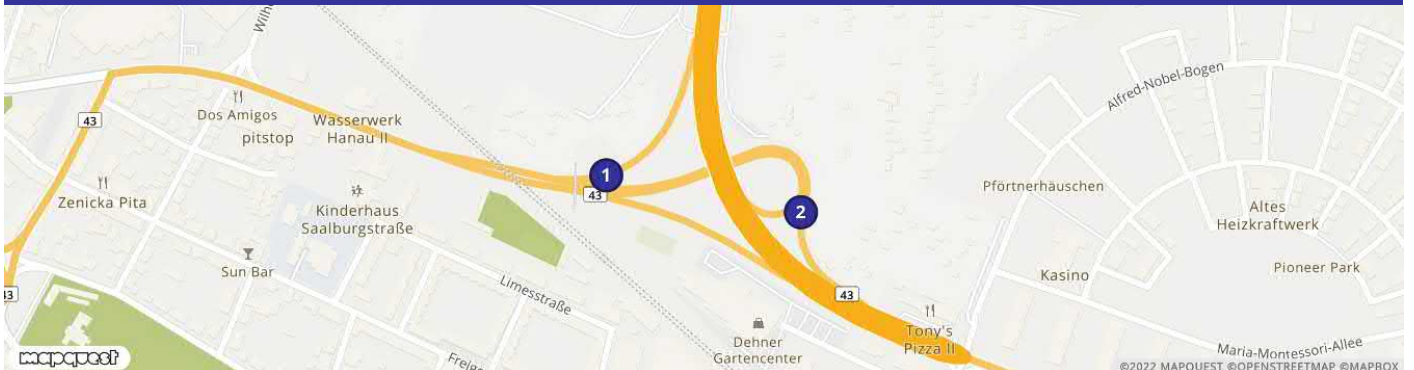 Wilh
Alfred-Nobel-Bogen
Dos Amigos
43
pitstop
Wasserwerk
Hanau II
1
43
Zenicka Pita
Kinderhaus
Saalburgstraße
2
Pförtnerhäuschen
Altes
Heizkraftwerk
Sun Bar
Limesstraße
43
Kasino
Pioneer Park
43
Tony's
Pizza II
Dehner
Gartencenter
Maria-Montessori-Allee
mapquest
Freige
©2022 MAPQUEST ©OPENSTREETMAP ©MAPBOX